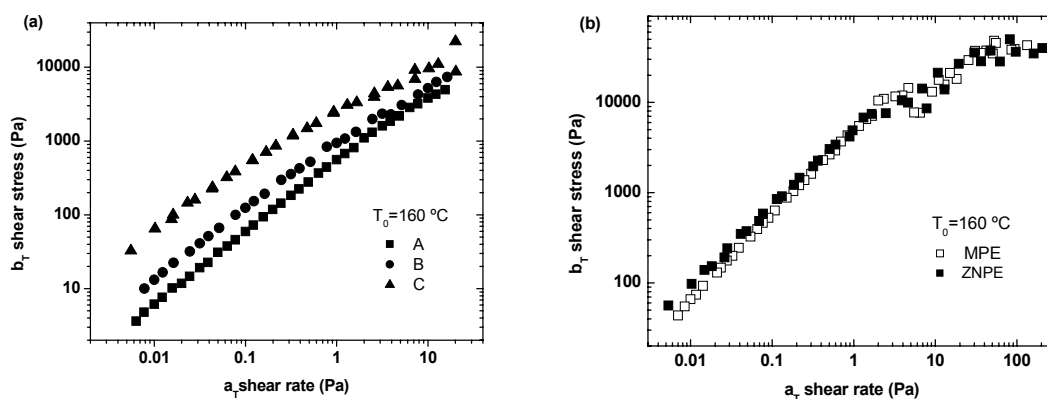 (a)
b_T shear stress (Pa)
10000
1000
100
10
T_0=160 ºC
A
B
C
0.01
0.1
1
10
a_T shear rate (Pa)
(b)
b_T shear stress (Pa)
10000
1000
100
T_0=160 ºC
MPE
ZNPE
0.01
0.1
1
10
100
a_T shear rate (Pa)